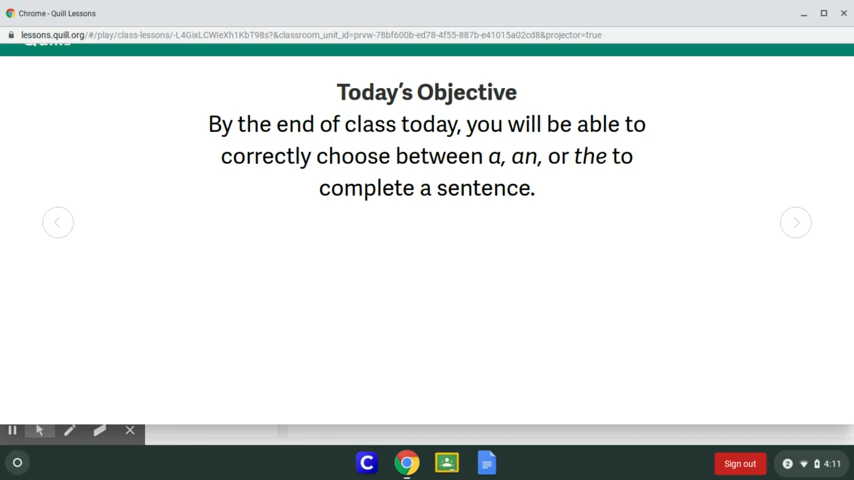 Chrome - Quill Lessons
lessons.quill.org/#/play/class-lessons/-L4GixLCWIeXh1KbT98s?&classroom_unit_id=prvw-78bf600b-ed78-4f55-887b-e41015a02cd8&projector=true
Today's Objective
By the end of class today, you will be able to
correctly choose between a, an, or the to
complete a sentence.
C
Sign out
2
4:11